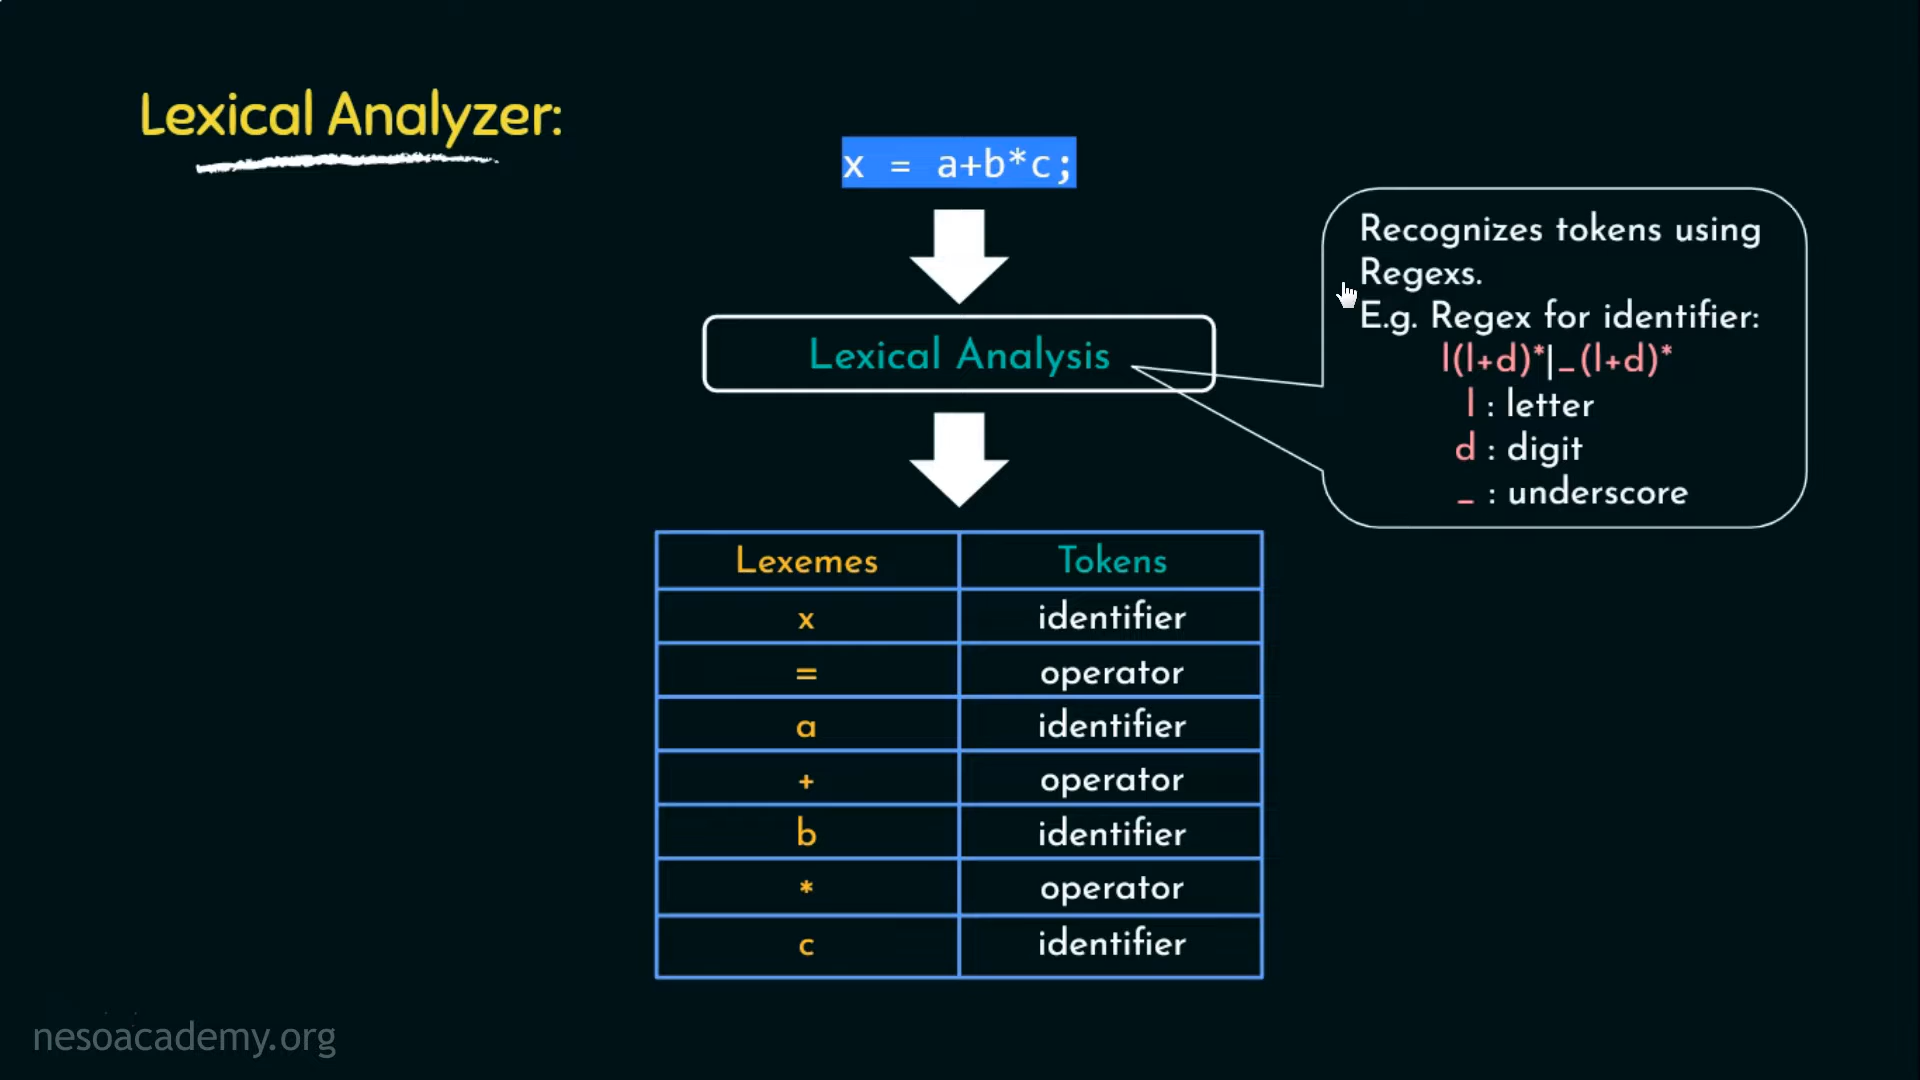 Lexical Analyzer:
x = a+b*c;
Recognizes tokens using
Regexs.
E.g. Regex for identifier:
l(l+d)*|_(l+d)*
l : letter
d : digit
_ : underscore
Lexical Analysis
Lexemes Tokens
x identifier
= operator
a identifier
+ operator
b identifier
* operator
c identifier
nesoacademy.org